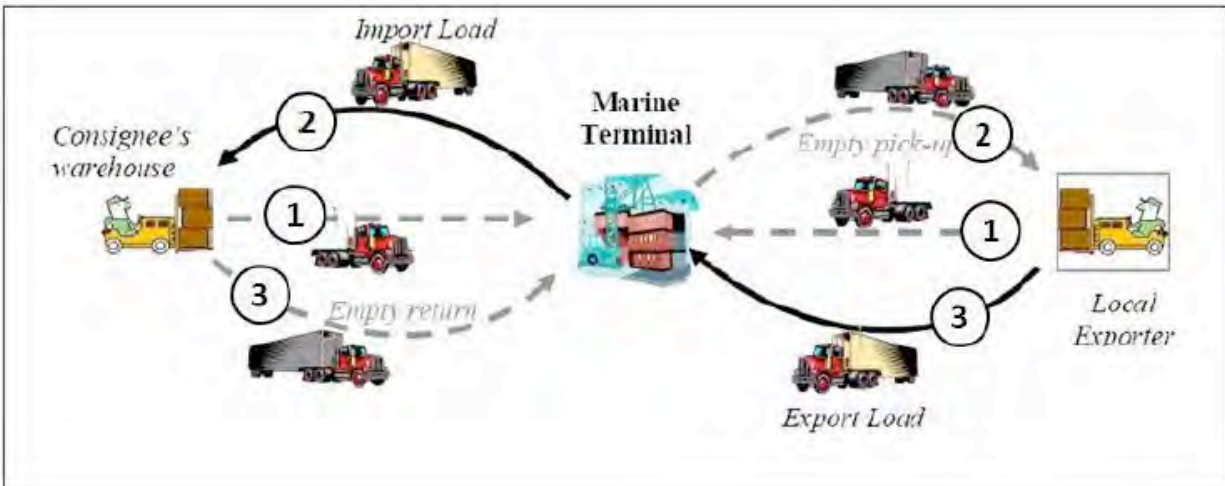 Import Load
Marine
Terminal
Consignee's
warehouse
2
2
Empty pick-up
1
1
3
Empty return
3
Local
Exporter
Export Load